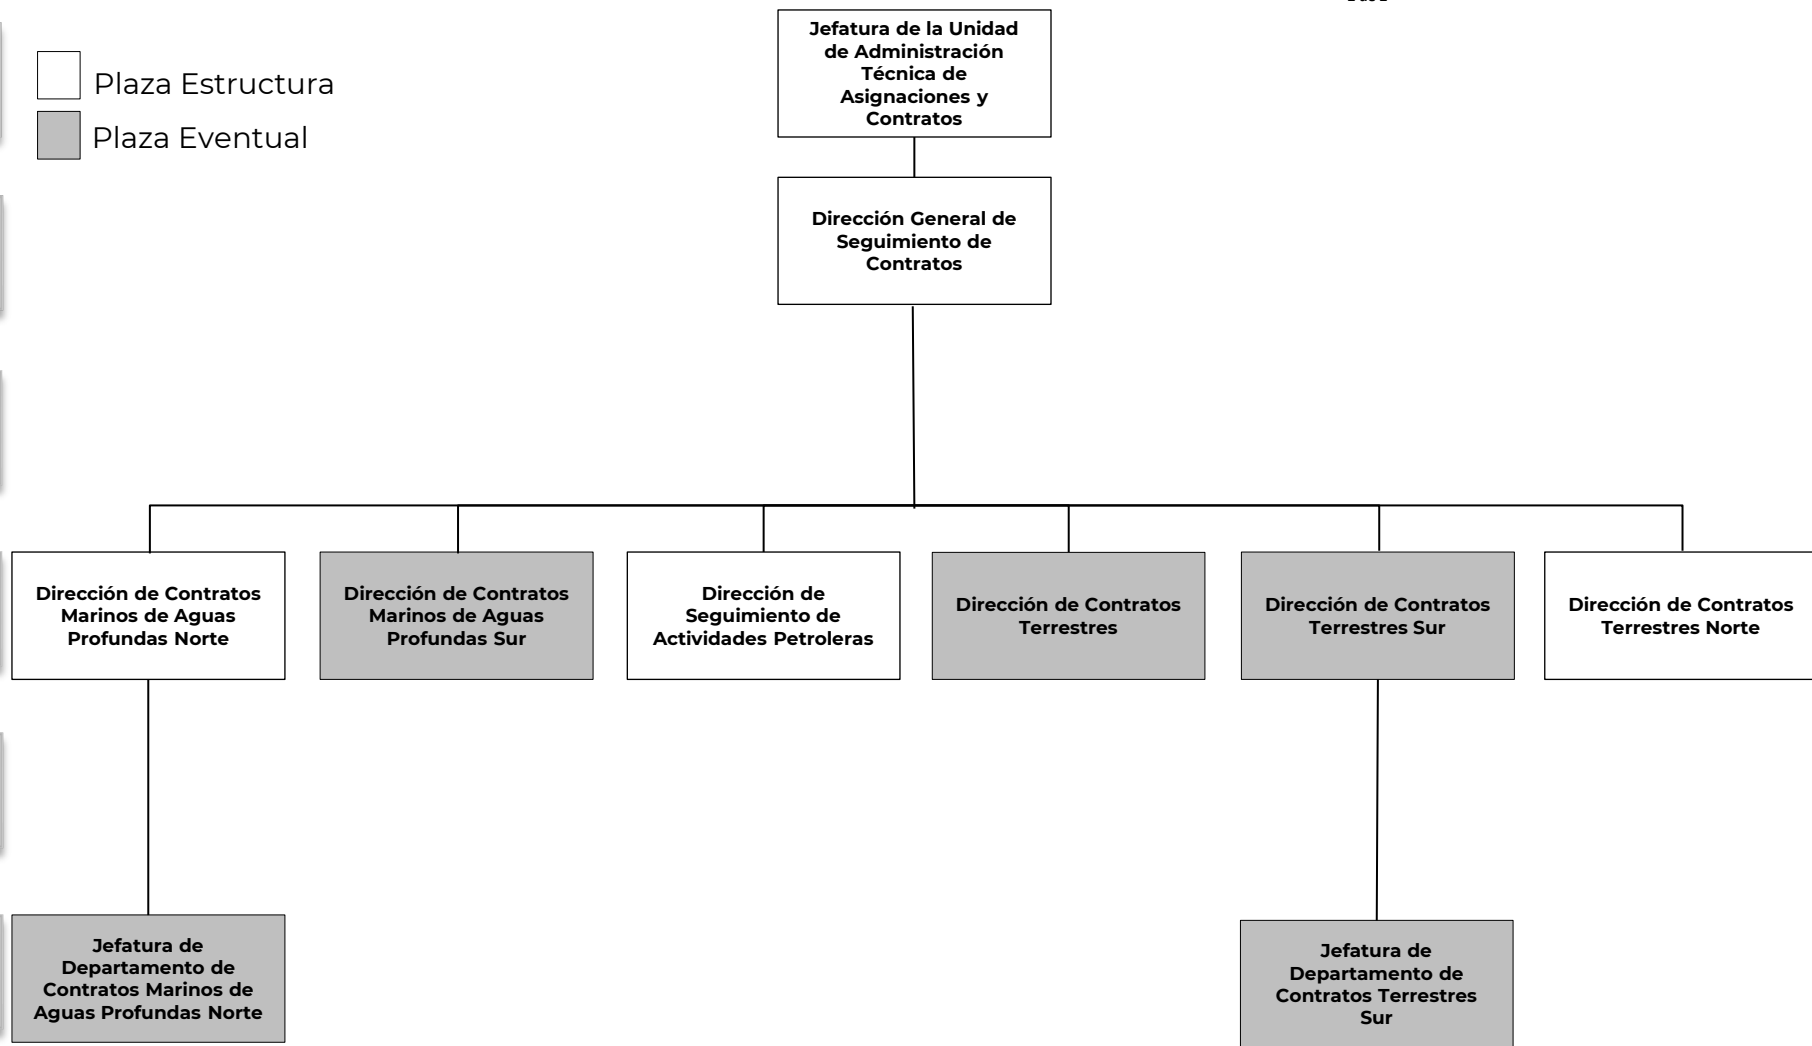 Jefatura de la Unidad
de Administración
Técnica de
Asignaciones y
Contratos
Plaza Estructura
Plaza Eventual
Dirección General de
Seguimiento de
Contratos
Dirección de Contratos
Marinos de Aguas
Profundas Norte
Dirección de Contratos
Marinos de Aguas
Profundas Sur
Dirección de
Seguimiento de
Actividades Petroleras
Dirección de Contratos
Terrestres
Dirección de Contratos
Terrestres Sur
Dirección de Contratos
Terrestres Norte
Jefatura de
Departamento de
Contratos Marinos de
Aguas Profundas Norte
Jefatura de
Departamento de
Contratos Terrestres
Sur